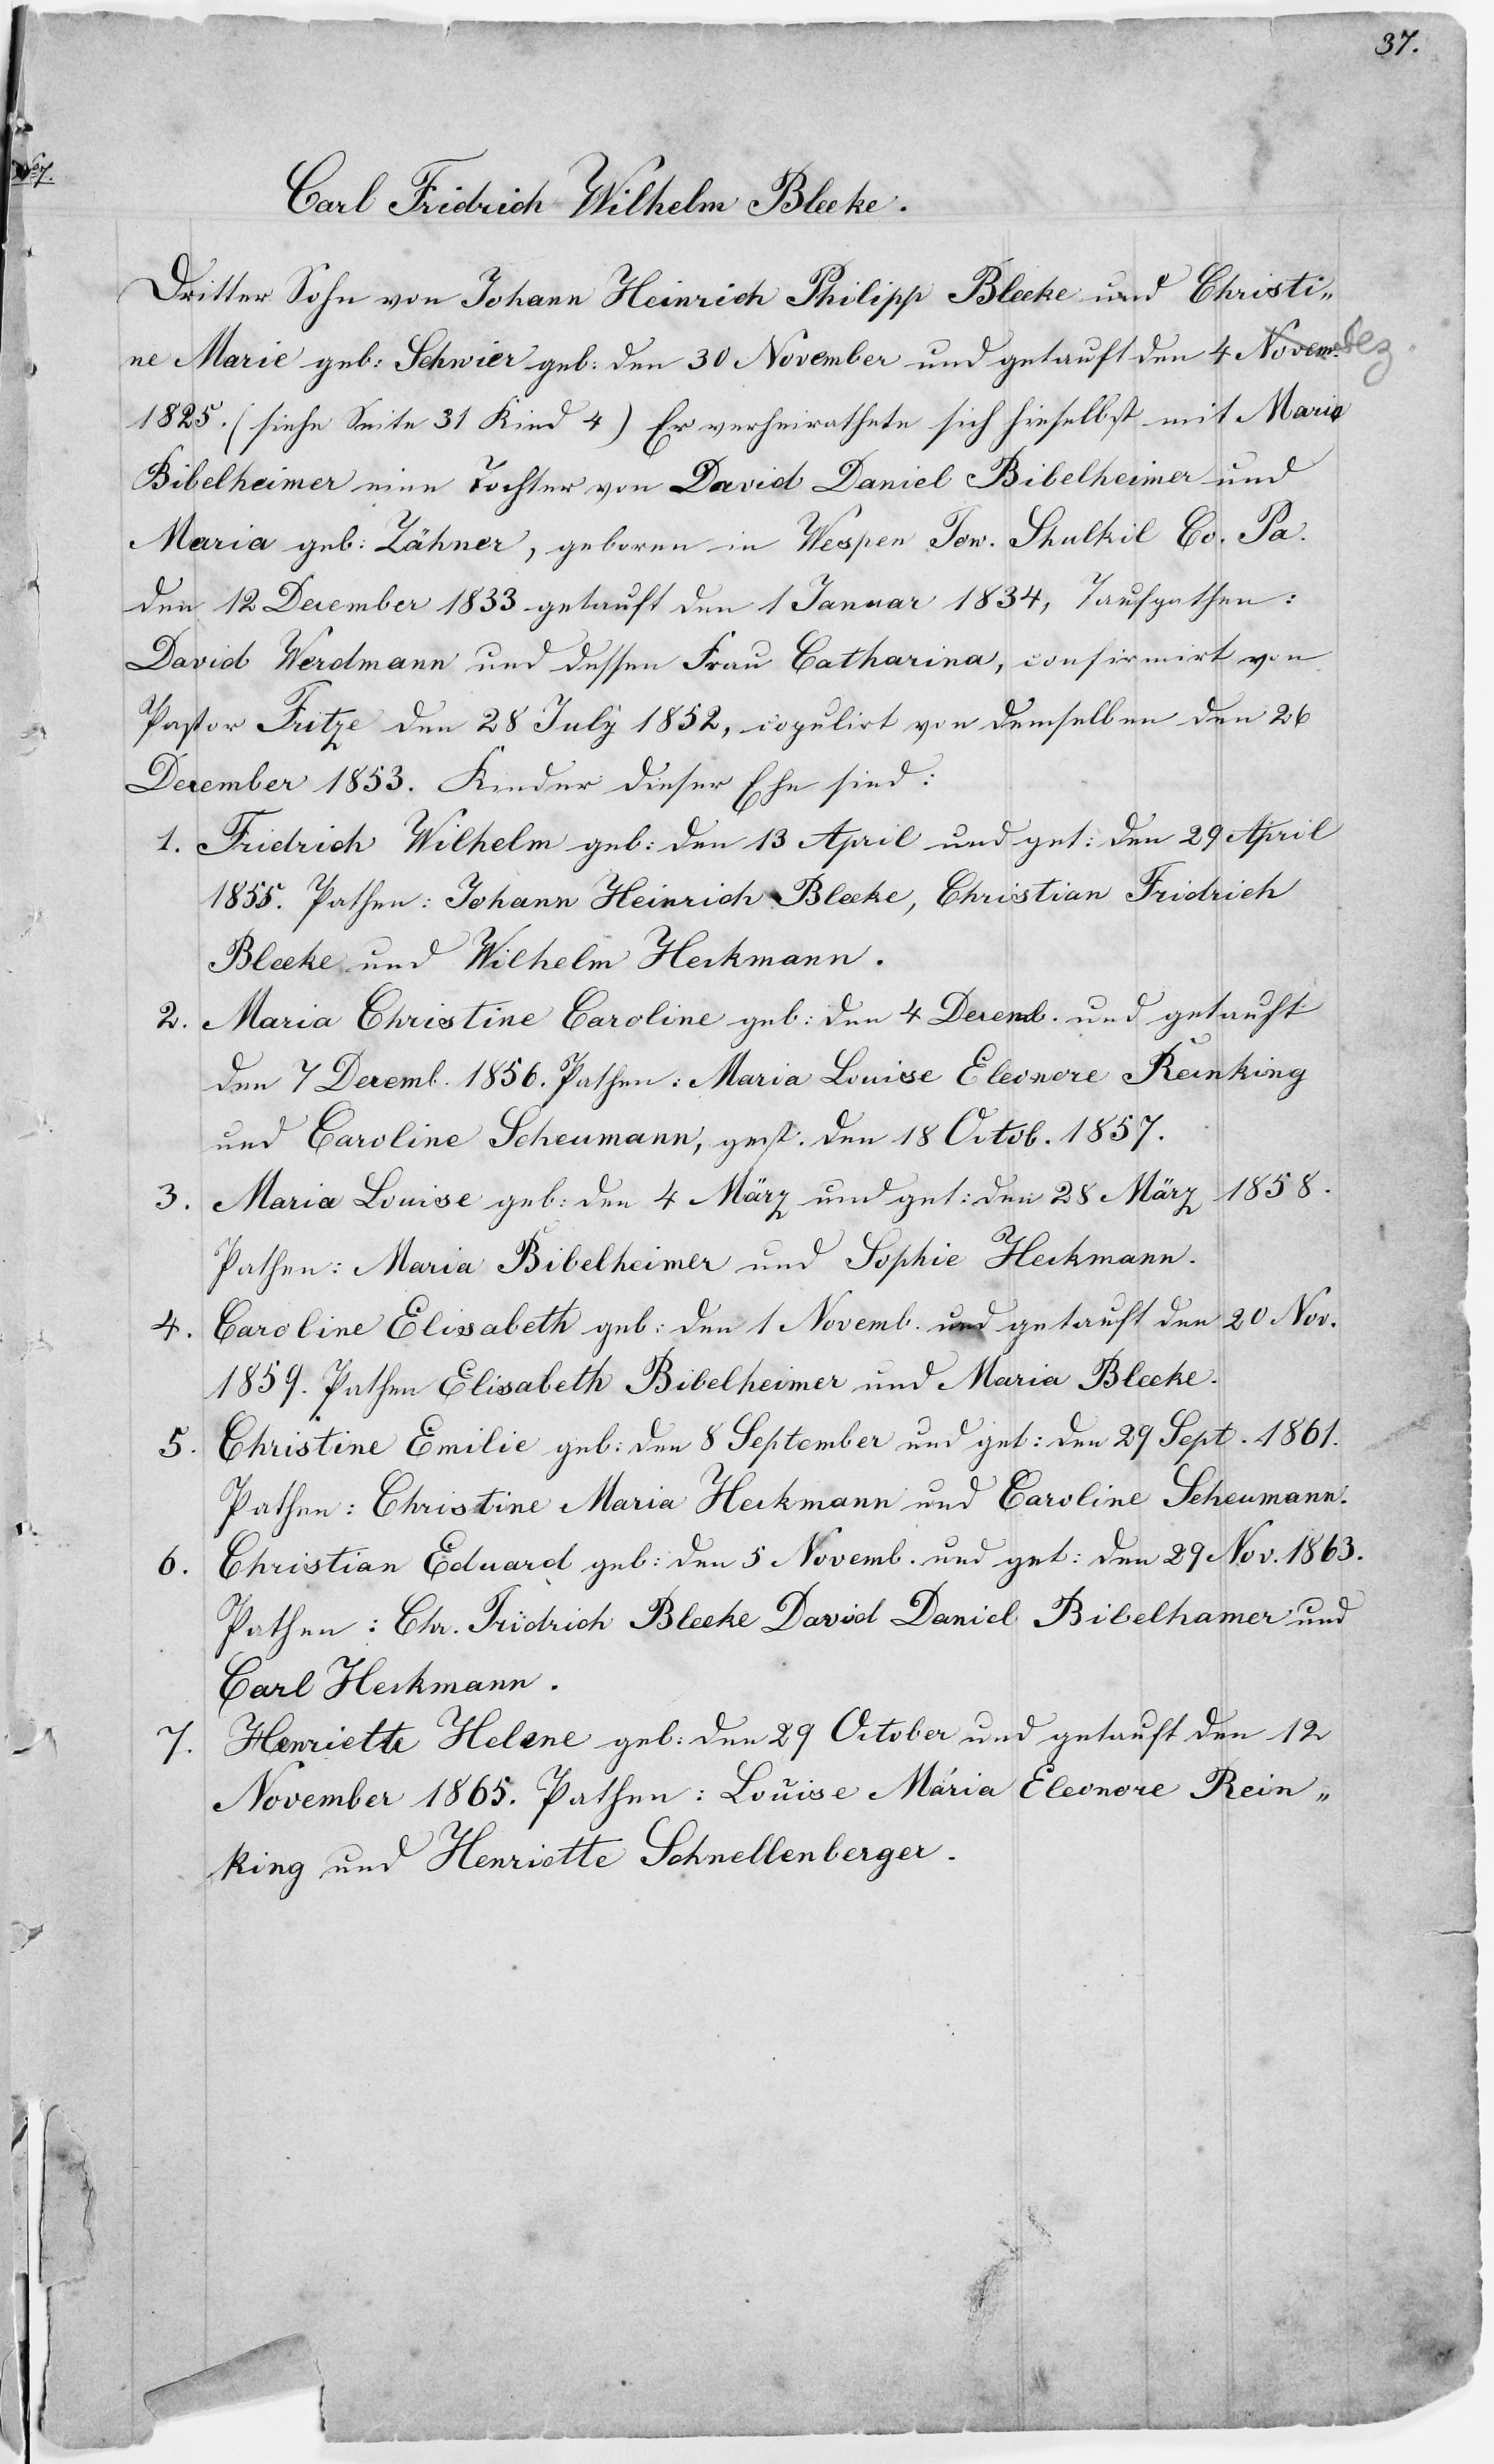 37.
No 7.
Carl Fridrich Wilhelm Bleeke.
Dritter Sohn von Johann Heinrich Philipp Bleeke und Christi„
ne Marie geb: Schwier geb: den 30 November und getauft den 4 Novem. Dez.
1825. (siehe Seite 31 Kind 4) Er verheirathete sich hieselbst mit Maria
Bibelheimer eine Tochter von David Daniel Bibelheimer und
Maria geb: Zähner, geboren in Wespen Tow. Shulkil Co. Pa.
den 12 December 1833 getauft den 1 Januar 1834, Taufpathen:
David Werdmann und dessen Frau Catharina, confirmirt von
Pastor Fritze den 28 July 1852, copulirt von demselben den 26
December 1853. Kinder dieser Ehe sind:
1. Fridrich Wilhelm geb: den 13 April und get: den 29 April
1855. Pathen: Johann Heinrich Bleeke, Christian Fridrich
Bleeke und Wilhelm Heckmann.
2. Maria Christine Caroline geb: den 4 Decemb. und getauft
den 7 Decemb. 1856. Pathen: Maria Louise Eleonore Reinking
und Caroline Scheumann, gest. den 18 Octob. 1857.
3. Maria Louise geb: den 4 März und get: den 28 März 1858.
Pathen: Maria Bibelheimer und Sophie Heckmann.
4. Caroline Elisabeth geb: den 1 Novemb. und getauft den 20 Nov.
1859. Pathen Elisabeth Bibelheimer und Maria Bleeke.
5. Christine Emilie geb: den 8 September und get: den 29 Sept. 1861.
Pathen: Christine Maria Heckmann und Caroline Scheumann.
6. Christian Eduard geb: den 5 Novemb. und get: den 29 Nov. 1863.
Pathen: Chr. Fridrich Bleeke David Daniel Bibelhamer und
Carl Heckmann.
7. Henriette Helene geb: den 29 October und getauft den 12
November 1865. Pathen: Louise Maria Eleonore Rein„
king und Henriette Schnellenberger.